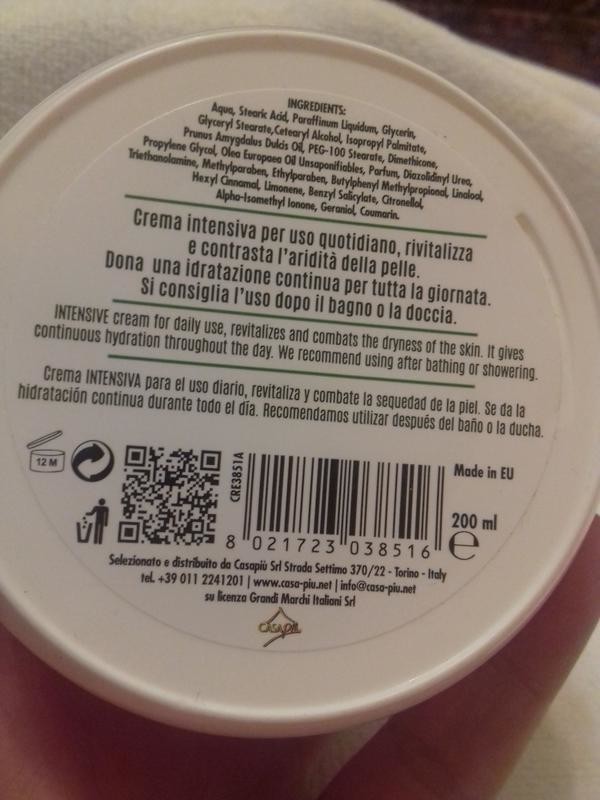 INGREDIENTS:
Aqua, Stearic Acid, Paraffinum Liquidum, Glycerin,
Glyceryl Stearate,Cetearyl Alcohol, Isopropyl Palmitate,
Prunus Amygdalus Dulcis Oil, PEG-100 Stearate, Dimethicone,
Propylene Glycol, Olea Europaea Oil Unsaponifiables, Parfum, Diazolidinyl Urea,
Triethanolamine, Methylparaben, Ethylparaben, Butylphenyl Methylpropional, Linalool,
Hexyl Cinnamal, Limonene, Benzyl Salicylate, Citronellol,
Alpha-Isomethyl Ionone, Geraniol, Coumarin.
Crema intensiva per uso quotidiano, rivitalizza
e contrasta l'aridità della pelle.
Dona una idratazione continua per tutta la giornata.
Si consiglia l'uso dopo il bagno o la doccia.
INTENSIVE cream for daily use, revitalizes and combats the dryness of the skin. It gives
continuous hydration throughout the day. We recommend using after bathing or showering.
Crema INTENSIVA para el uso diario, revitaliza y combate la sequedad de la piel. Se da la
hidratación continua durante todo el día. Recomendamos utilizar después del baño o la ducha.
12 M
CRE3851A
Made in EU
200 ml
e
8 021723 038516
Selezionato e distribuito da Casapiù Srl Strada Settimo 370/22 - Torino - Italy
tel. +39 011 2241201 | www.casa-piu.net | info@casa-piu.net
su licenza Grandi Marchi Italiani Srl
CASAPIÙ